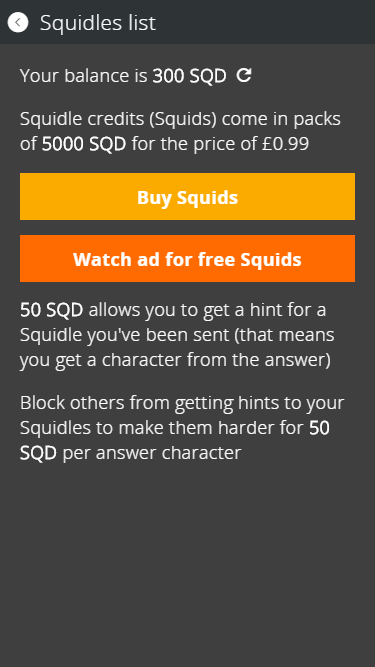 Squidles list
Your balance is 300 SQD
Squidle credits (Squids) come in packs
of 5000 SQD for the price of £0.99
Buy Squids
Watch ad for free Squids
50 SQD allows you to get a hint for a
Squidle you've been sent (that means
you get a character from the answer)
Block others from getting hints to your
Squidles to make them harder for 50
SQD per answer character